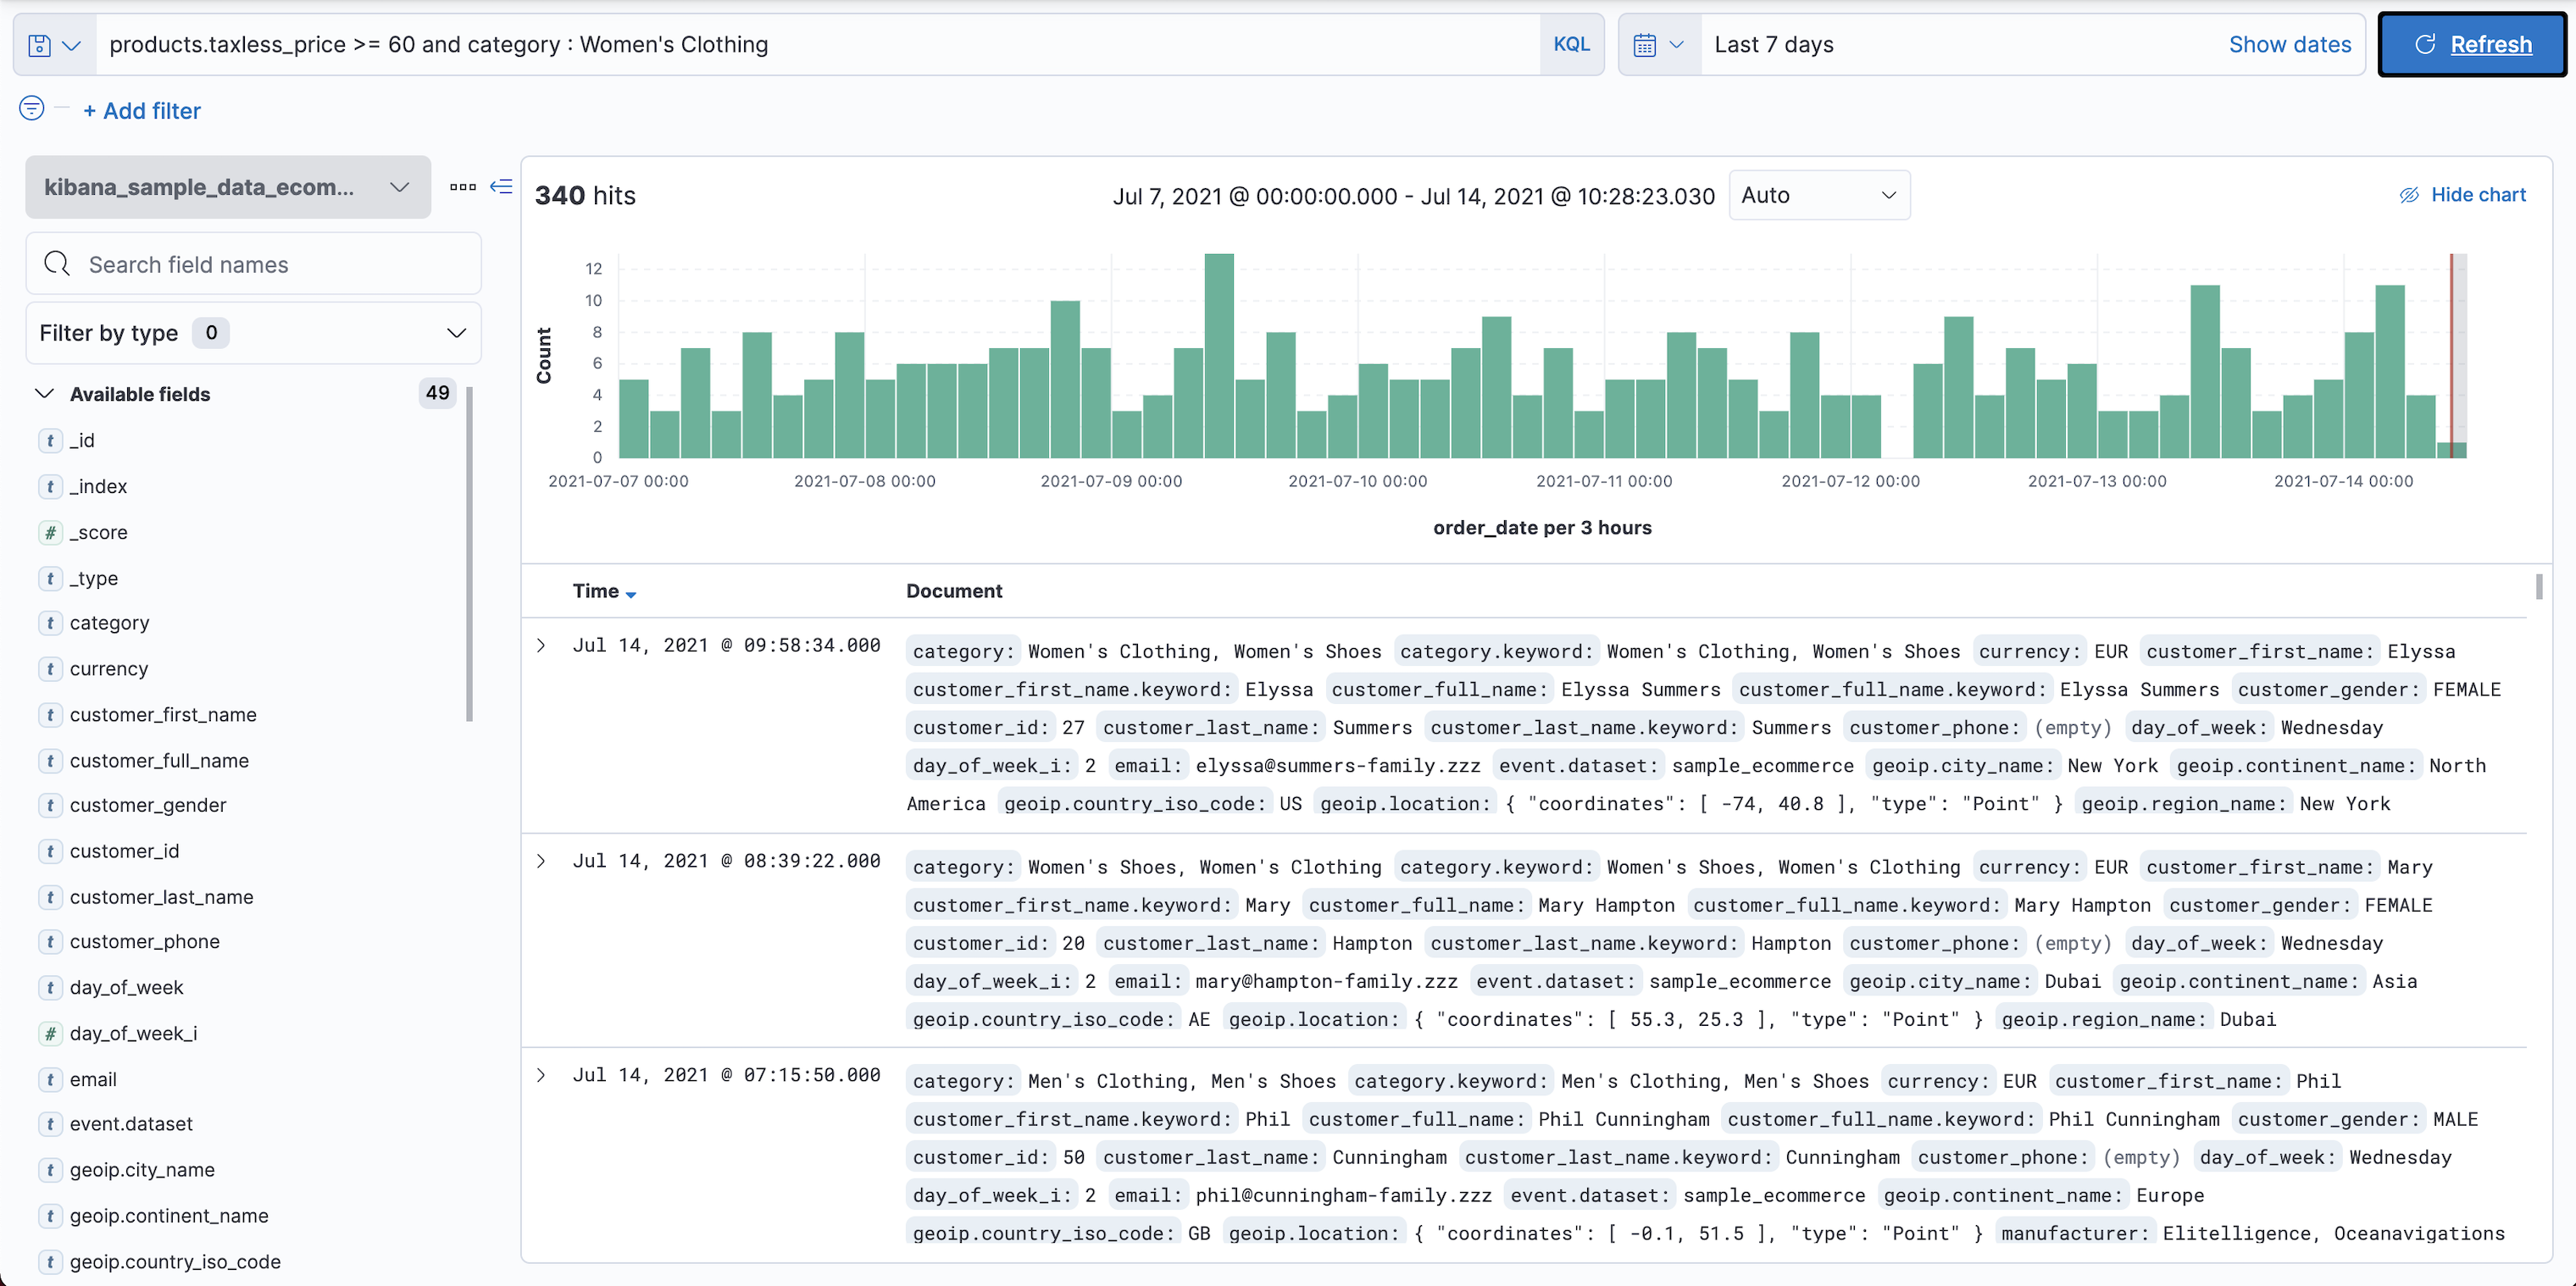 products.taxless_price >= 60 and category : Women's Clothing KQL Last 7 days Show dates Refresh
+ Add filter
kibana_sample_data_ecom...
Search field names
Filter by type 0
Available fields 49
t _id
t _index
# _score
t _type
t category
t currency
t customer_first_name
t customer_full_name
t customer_gender
t customer_id
t customer_last_name
t customer_phone
t day_of_week
# day_of_week_i
t email
t event.dataset
t geoip.city_name
t geoip.continent_name
t geoip.country_iso_code
340 hits Jul 7, 2021 @ 00:00:00.000 - Jul 14, 2021 @ 10:28:23.030 Auto Hide chart
Count
12
10
8
6
4
2
0
2021-07-07 00:00 2021-07-08 00:00 2021-07-09 00:00 2021-07-10 00:00 2021-07-11 00:00 2021-07-12 00:00 2021-07-13 00:00 2021-07-14 00:00
order_date per 3 hours
Time Document
Jul 14, 2021 @ 09:58:34.000 category: Women's Clothing, Women's Shoes category.keyword: Women's Clothing, Women's Shoes currency: EUR customer_first_name: Elyssa
customer_first_name.keyword: Elyssa customer_full_name: Elyssa Summers customer_full_name.keyword: Elyssa Summers customer_gender: FEMALE
customer_id: 27 customer_last_name: Summers customer_last_name.keyword: Summers customer_phone: (empty) day_of_week: Wednesday
day_of_week_i: 2 email: elyssa@summers-family.zzz event.dataset: sample_ecommerce geoip.city_name: New York geoip.continent_name: North
America geoip.country_iso_code: US geoip.location: { "coordinates": [ -74, 40.8 ], "type": "Point" } geoip.region_name: New York
Jul 14, 2021 @ 08:39:22.000 category: Women's Shoes, Women's Clothing category.keyword: Women's Shoes, Women's Clothing currency: EUR customer_first_name: Mary
customer_first_name.keyword: Mary customer_full_name: Mary Hampton customer_full_name.keyword: Mary Hampton customer_gender: FEMALE
customer_id: 20 customer_last_name: Hampton customer_last_name.keyword: Hampton customer_phone: (empty) day_of_week: Wednesday
day_of_week_i: 2 email: mary@hampton-family.zzz event.dataset: sample_ecommerce geoip.city_name: Dubai geoip.continent_name: Asia
geoip.country_iso_code: AE geoip.location: { "coordinates": [ 55.3, 25.3 ], "type": "Point" } geoip.region_name: Dubai
Jul 14, 2021 @ 07:15:50.000 category: Men's Clothing, Men's Shoes category.keyword: Men's Clothing, Men's Shoes currency: EUR customer_first_name: Phil
customer_first_name.keyword: Phil customer_full_name: Phil Cunningham customer_full_name.keyword: Phil Cunningham customer_gender: MALE
customer_id: 50 customer_last_name: Cunningham customer_last_name.keyword: Cunningham customer_phone: (empty) day_of_week: Wednesday
day_of_week_i: 2 email: phil@cunningham-family.zzz event.dataset: sample_ecommerce geoip.continent_name: Europe
geoip.country_iso_code: GB geoip.location: { "coordinates": [ -0.1, 51.5 ], "type": "Point" } manufacturer: Elitelligence, Oceanavigations